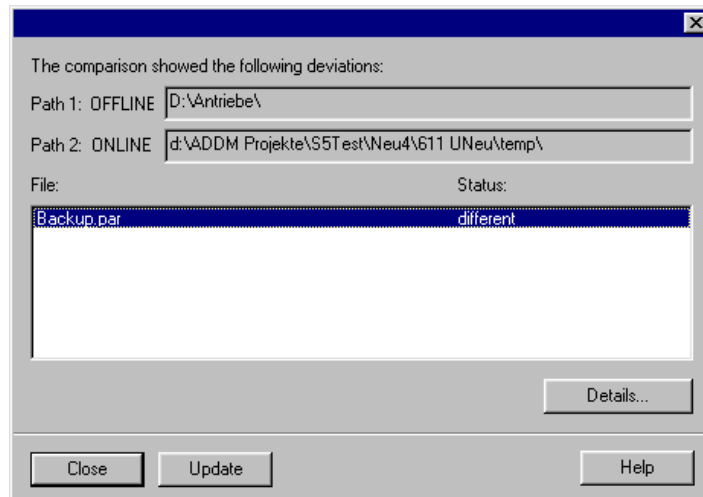 The comparison showed the following deviations:
Path 1: OFFLINE D:\Antriebe\
Path 2: ONLINE d:\ADDM Projekte\S5Test\Neu4\611 UNeu\temp\
File: Status:
Backup.par different
Details...
Close Update Help